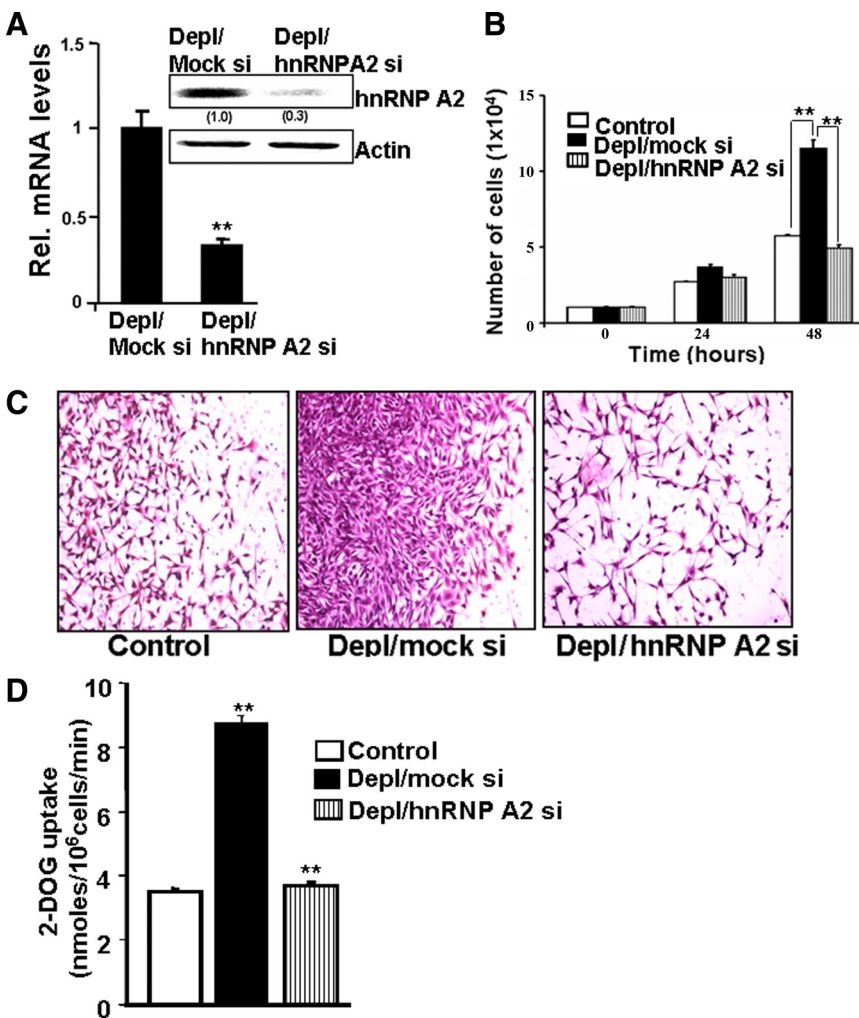 A
Rel. mRNA levels
1.5
1
0.5
0
Depl/ Depl/
Mock si hnRNPA2 si
hnRNP A2
(1.0) (0.3)
Actin
**
Depl/ Depl/
Mock si hnRNP A2 si
B
Number of cells (1x10⁴)
15
10
5
0
Control
Depl/mock si
Depl/hnRNP A2 si
** **
0 24 48
Time (hours)
C
Control Depl/mock si Depl/hnRNP A2 si
D
2-DOG uptake
(nmoles/10⁶cells/min)
10
8
6
4
2
0
**
**
Control
Depl/mock si
Depl/hnRNP A2 si